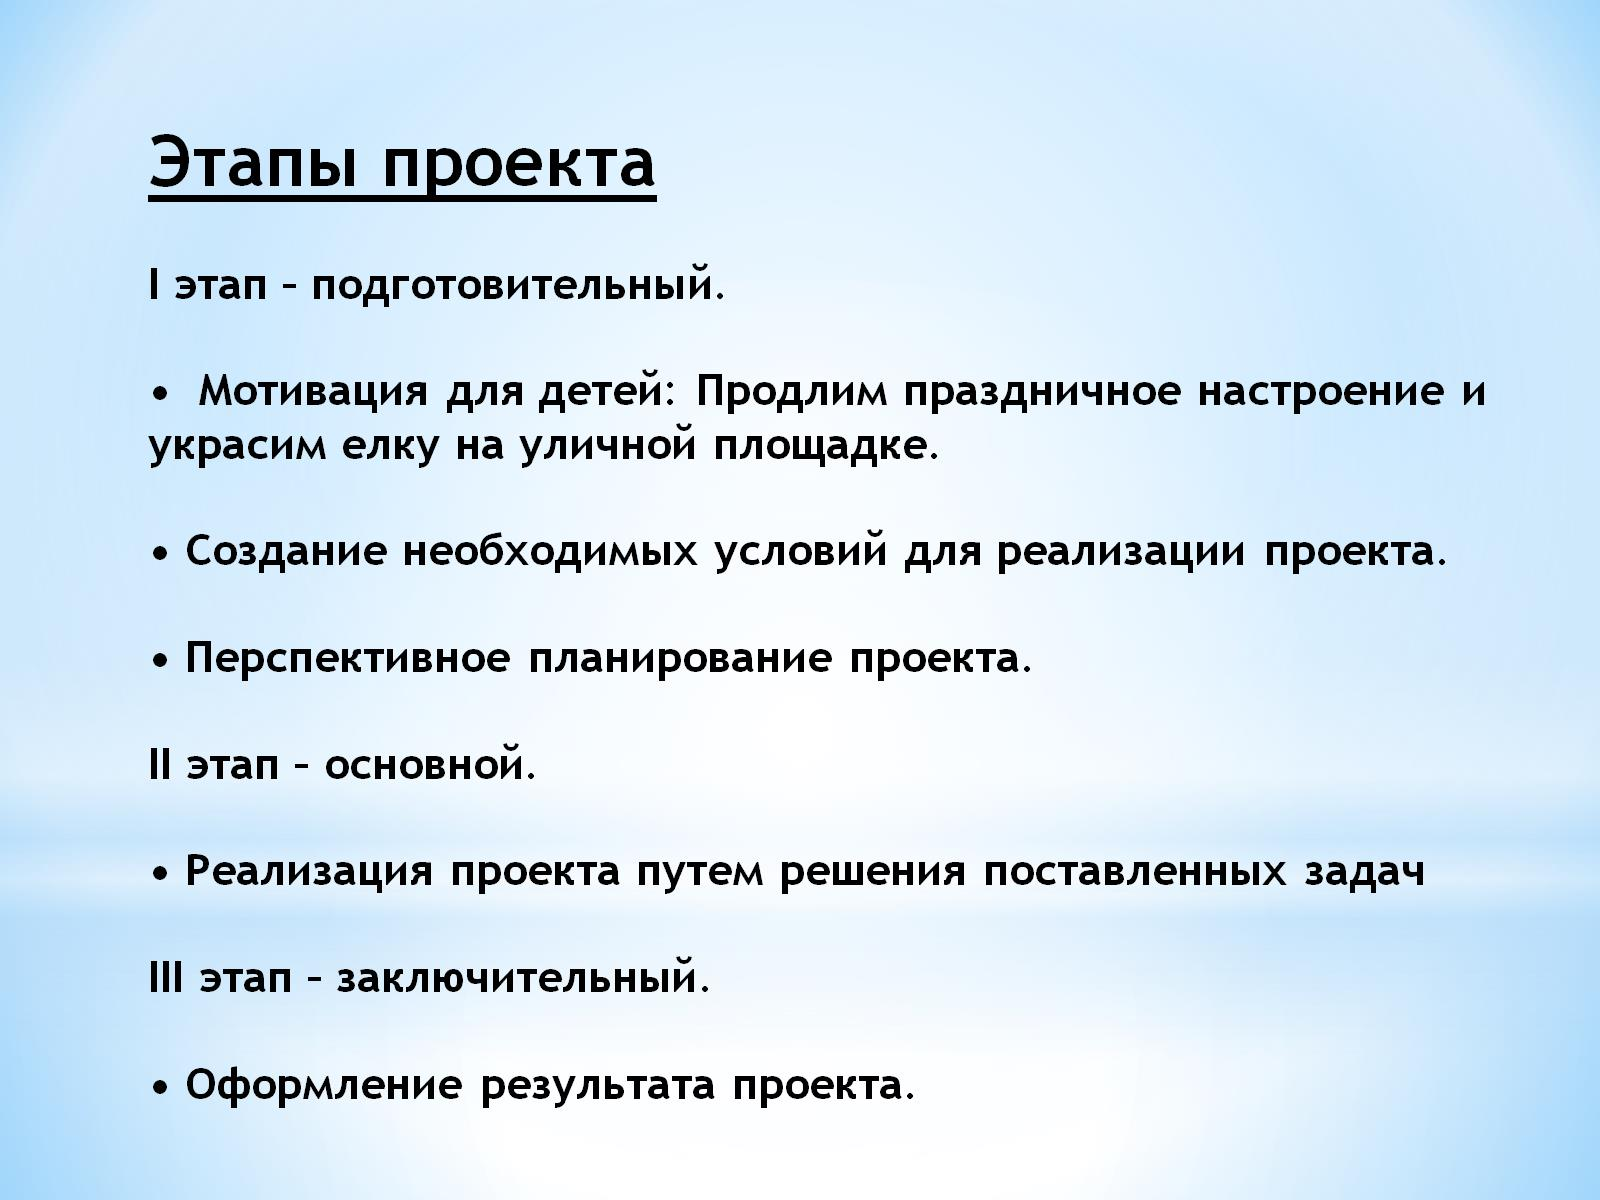 Этапы проекта
I этап – подготовительный.
•  Мотивация для детей: Продлим праздничное настроение и
украсим елку на уличной площадке.
• Создание необходимых условий для реализации проекта.
• Перспективное планирование проекта.
II этап – основной.
• Реализация проекта путем решения поставленных задач
III этап – заключительный.
• Оформление результата проекта.